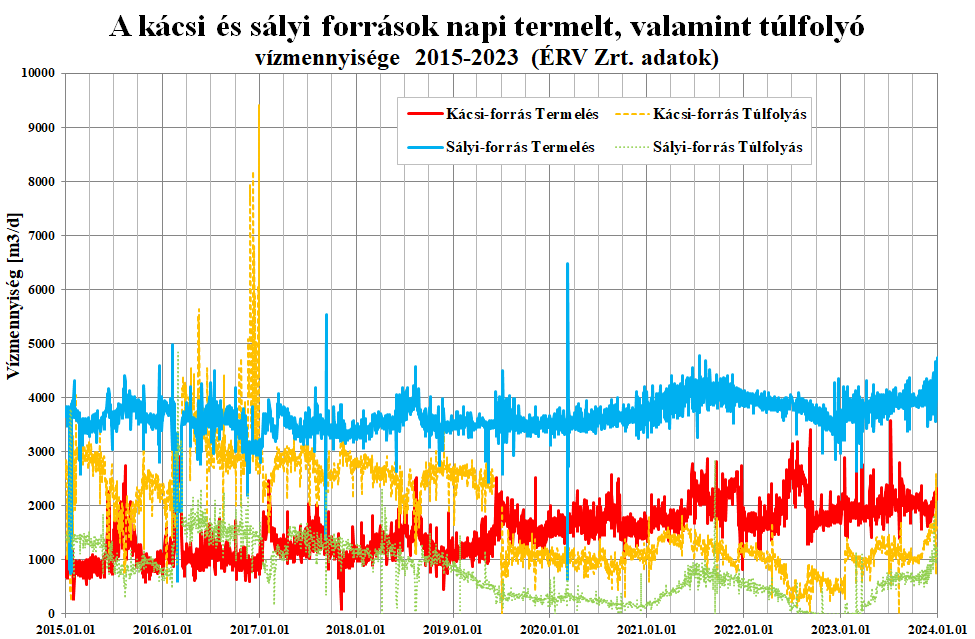 A kácsi és sályi források napi termelt, valamint túlfolyó
vízmennyisége 2015-2023 (ÉRV Zrt. adatok)
Vízmennyiség [m3/d]
10000
9000
8000
7000
6000
5000
4000
3000
2000
1000
0
Kácsi-forrás Termelés Kácsi-forrás Túlfolyás
Sályi-forrás Termelés Sályi-forrás Túlfolyás
2015.01.01 2016.01.01 2017.01.01 2018.01.01 2019.01.01 2020.01.01 2021.01.01 2022.01.01 2023.01.01 2024.01.01